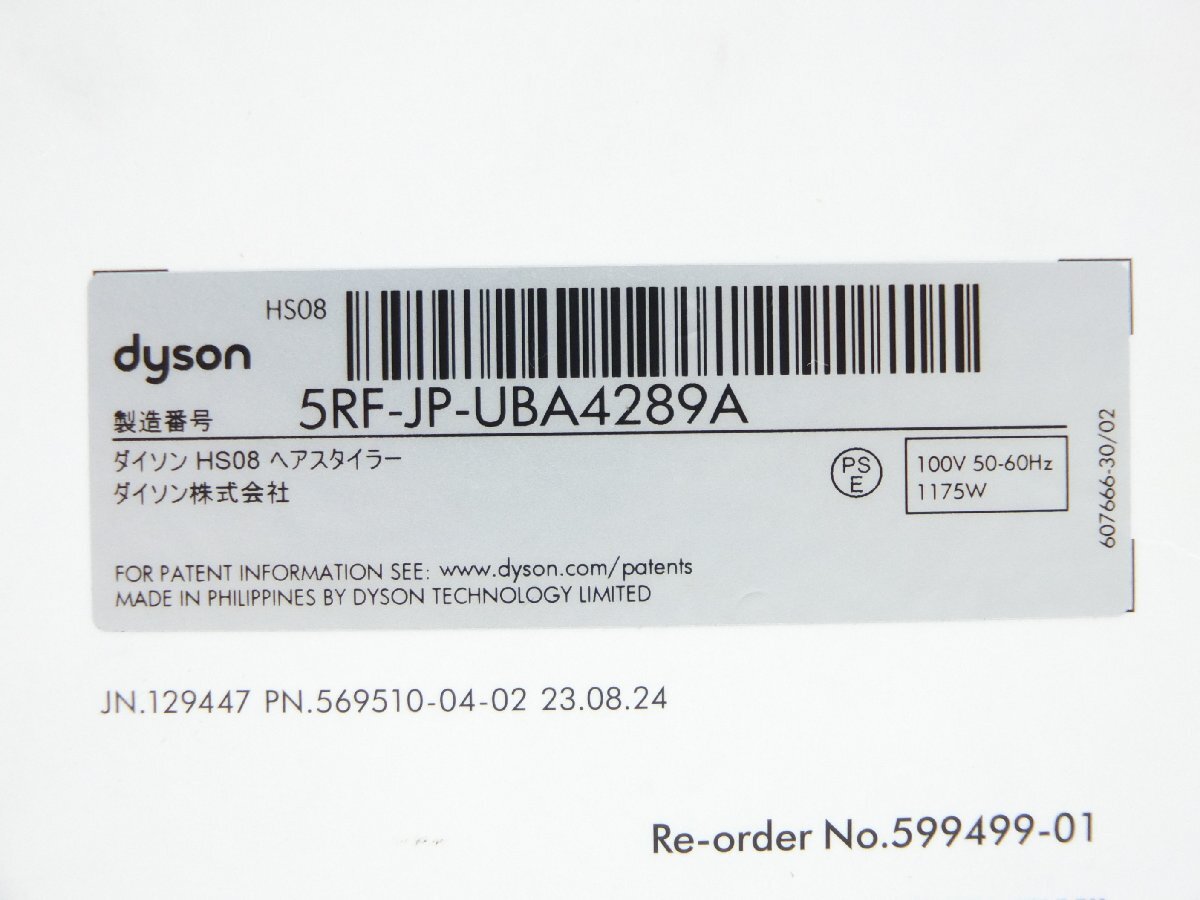 HS08
dyson
製造番号 5RF-JP-UBA4289A
ダイソン HS08 ヘアスタイラー
ダイソン株式会社
PS
E
100V 50-60Hz
1175W
607666-30/02
FOR PATENT INFORMATION SEE: www.dyson.com/patents
MADE IN PHILIPPINES BY DYSON TECHNOLOGY LIMITED
JN.129447 PN.569510-04-02 23.08.24
Re-order No.599499-01